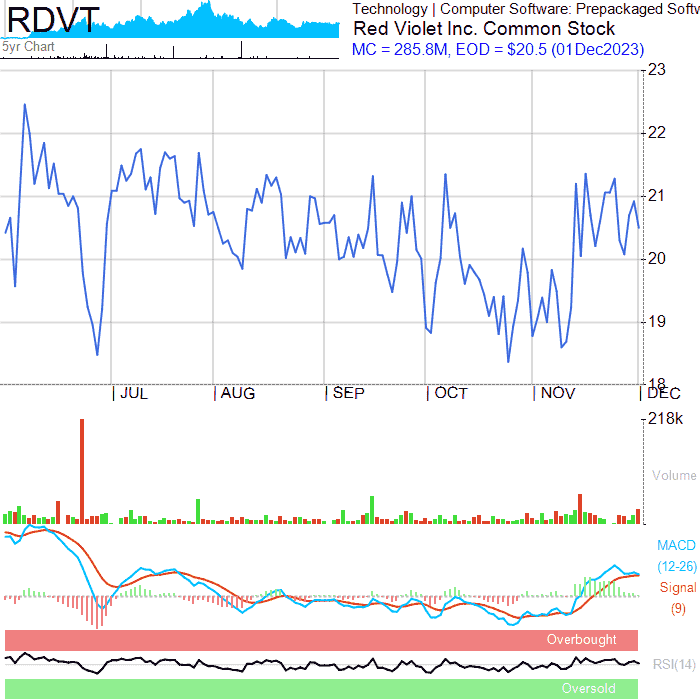 RDVT
5yr Chart
Technology | Computer Software: Prepackaged Softw
Red Violet Inc. Common Stock
MC = 285.8M, EOD = $20.5 (01Dec2023)
23
22
21
20
19
18
JUL AUG SEP OCT NOV DEC
218k
Volume
MACD
(12-26)
Signal
(9)
Overbought
RSI(14)
Oversold